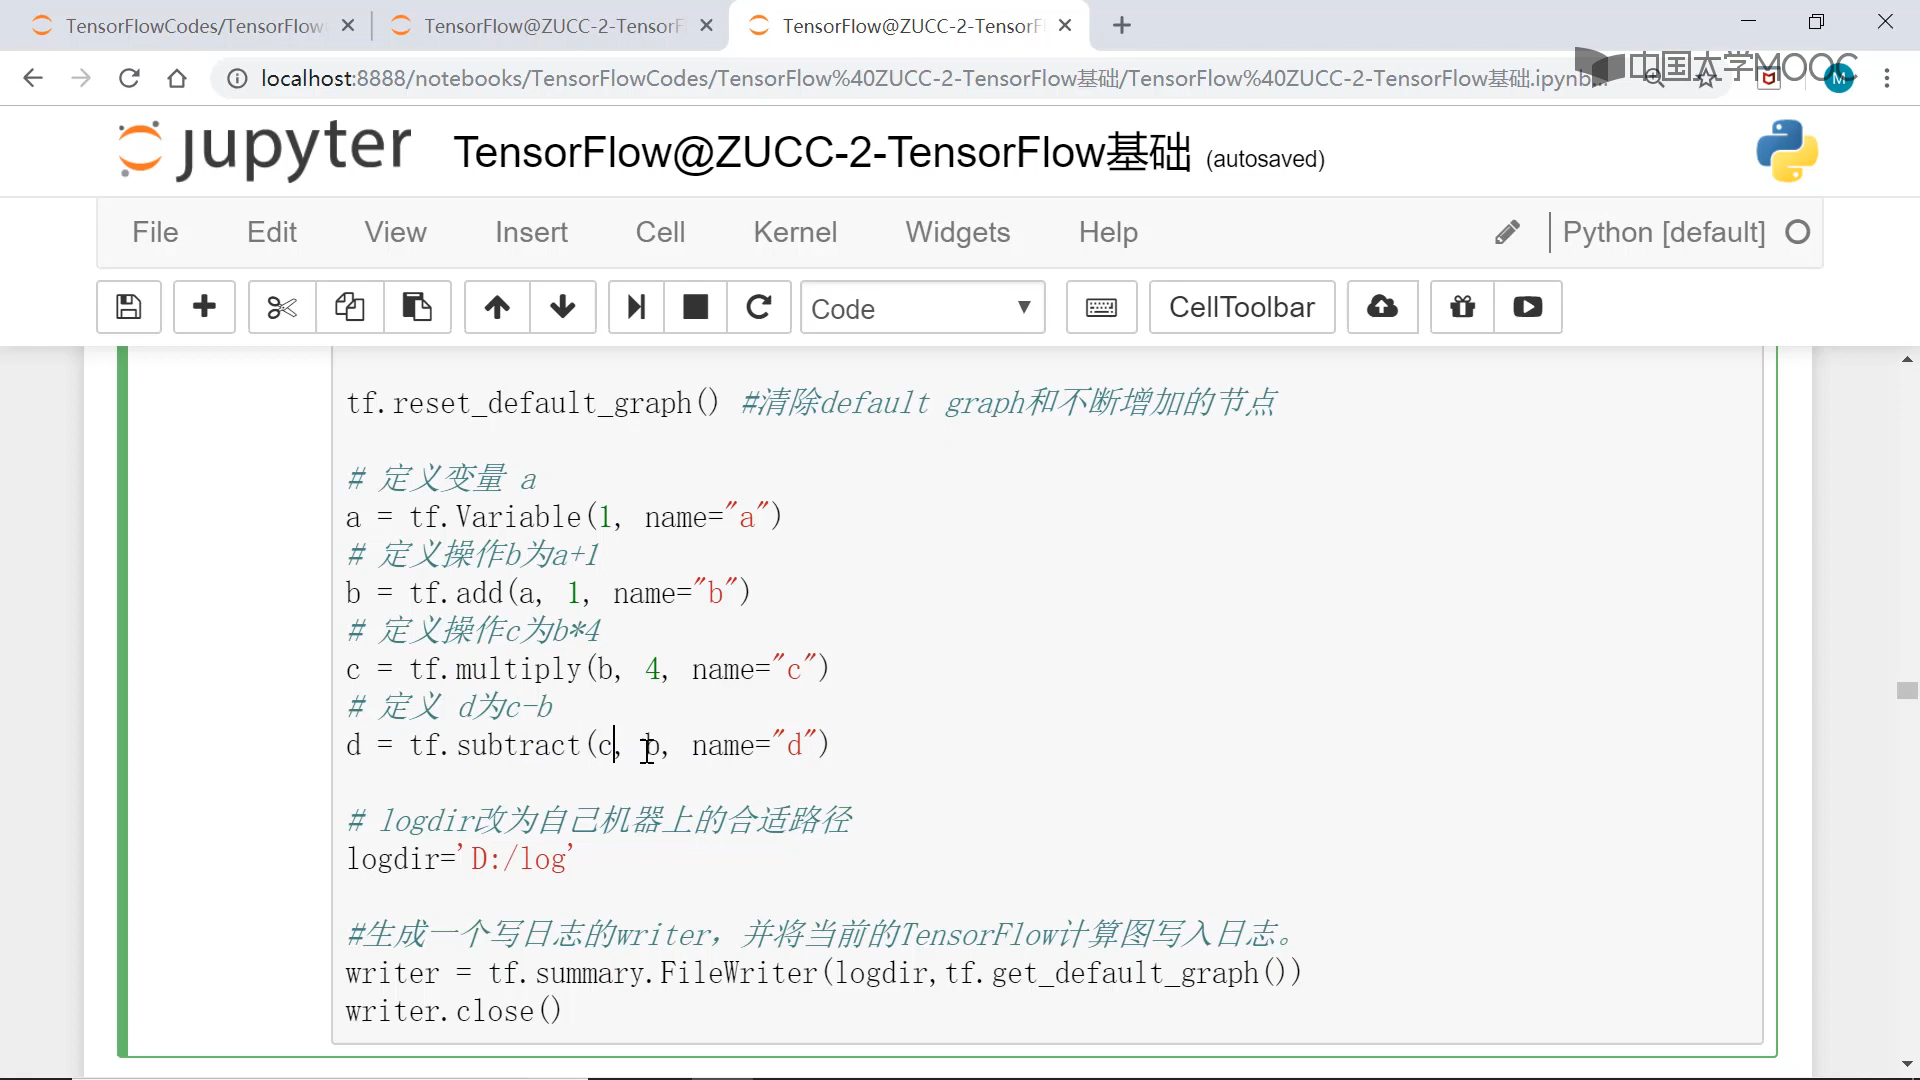 TensorFlowCodes/TensorFlow
TensorFlow@ZUCC-2-TensorF
TensorFlow@ZUCC-2-TensorF
localhost:8888/notebooks/TensorFlowCodes/TensorFlow%40ZUCC-2-TensorFlow基础/TensorFlow%40ZUCC-2-TensorFlow基础.ipynb...
中国大学MOOC
M
jupyter
TensorFlow@ZUCC-2-TensorFlow基础 (autosaved)
File Edit View Insert Cell Kernel Widgets Help
Python [default]
Code
CellToolbar
tf.reset_default_graph() #清除default graph和不断增加的节点
# 定义变量 a
a = tf.Variable(1, name="a")
# 定义操作b为a+1
b = tf.add(a, 1, name="b")
# 定义操作c为b*4
c = tf.multiply(b, 4, name="c")
# 定义 d为c-b
d = tf.subtract(c, b, name="d")
# logdir改为自己机器上的合适路径
logdir='D:/log'
#生成一个写日志的writer，并将当前的TensorFlow计算图写入日志。
writer = tf.summary.FileWriter(logdir,tf.get_default_graph())
writer.close()